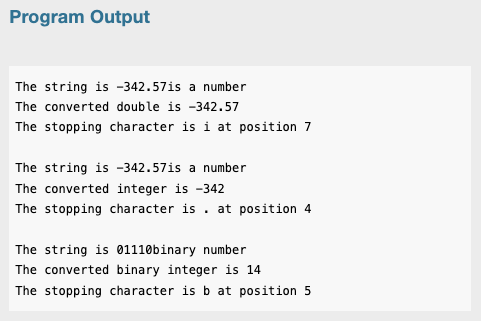 Program Output
The string is -342.57is a number
The converted double is -342.57
The stopping character is i at position 7
The string is -342.57is a number
The converted integer is -342
The stopping character is . at position 4
The string is 01110binary number
The converted binary integer is 14
The stopping character is b at position 5